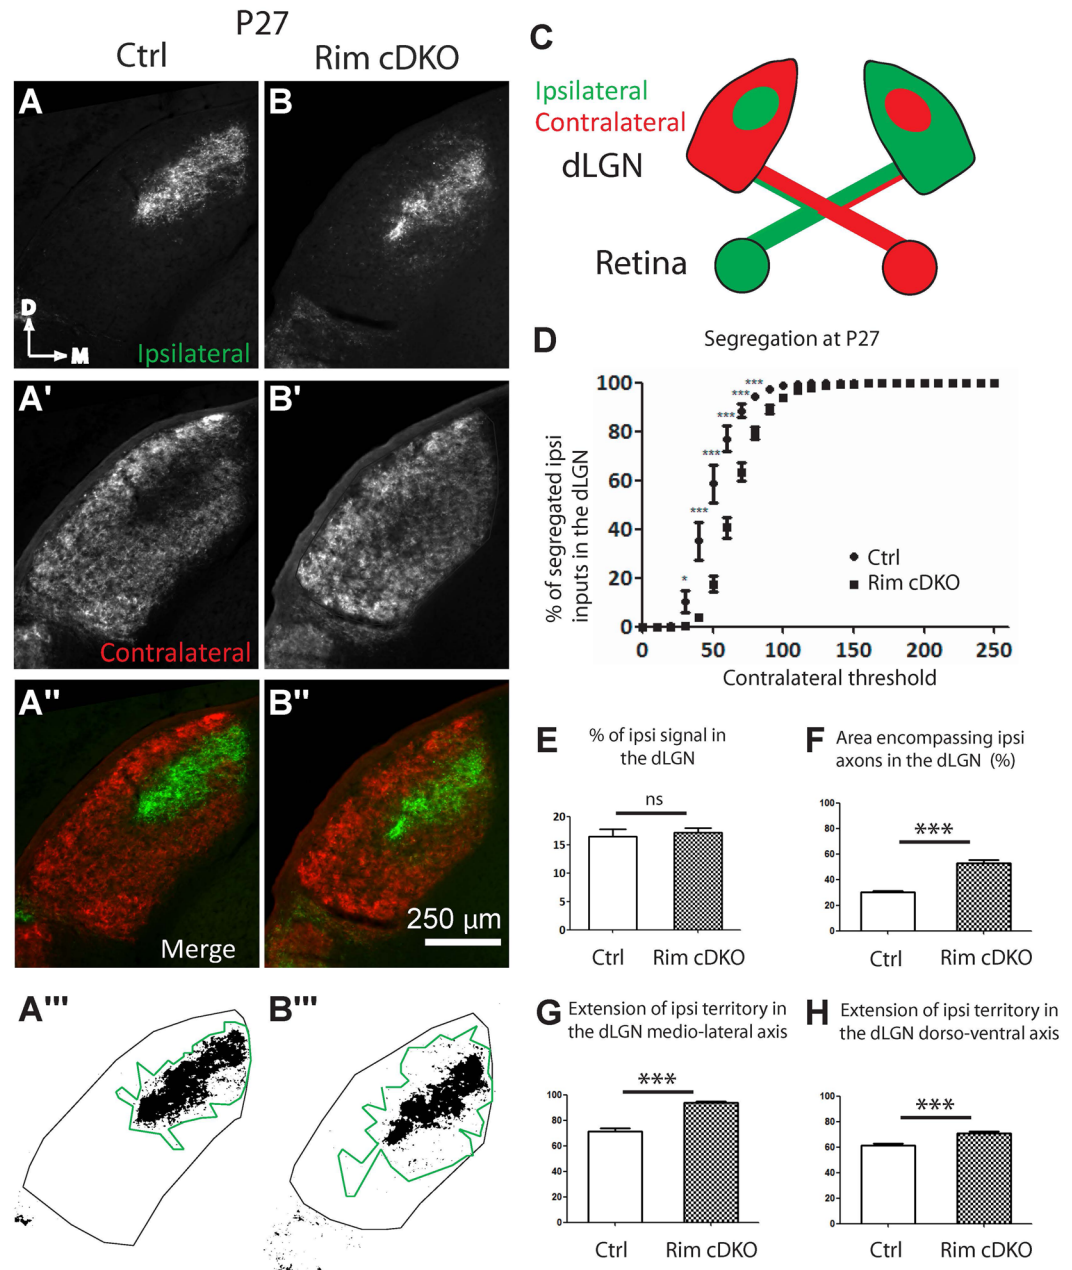 P27
Ctrl
Rim cDKO
A
B
D
M
Ipsilateral
A'
B'
Contralateral
A''
B''
Merge
250 µm
A'''
B'''
C
Ipsilateral
Contralateral
dLGN
Retina
D
Segregation at P27
% of segregated ipsi
inputs in the dLGN
100
80
60
40
20
0
***
***
***
***
***
*
Ctrl
Rim cDKO
0 50 100 150 200 250
Contralateral threshold
E
% of ipsi signal in
the dLGN
ns
20
15
10
5
0
Ctrl Rim cDKO
F
Area encompassing ipsi
axons in the dLGN (%)
***
100
80
60
40
20
0
Ctrl Rim cDKO
G
Extension of ipsi territory in
the dLGN medio-lateral axis
***
100
80
60
40
20
0
Ctrl Rim cDKO
H
Extension of ipsi territory in
the dLGN dorso-ventral axis
***
100
80
60
40
20
0
Ctrl Rim cDKO